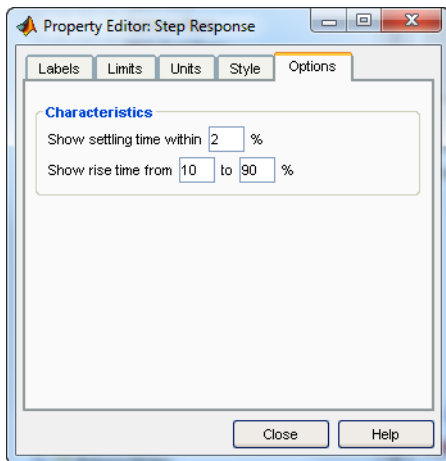 Property Editor: Step Response
Labels Limits Units Style Options
Characteristics
Show settling time within 2 %
Show rise time from 10 to 90 %
Close Help